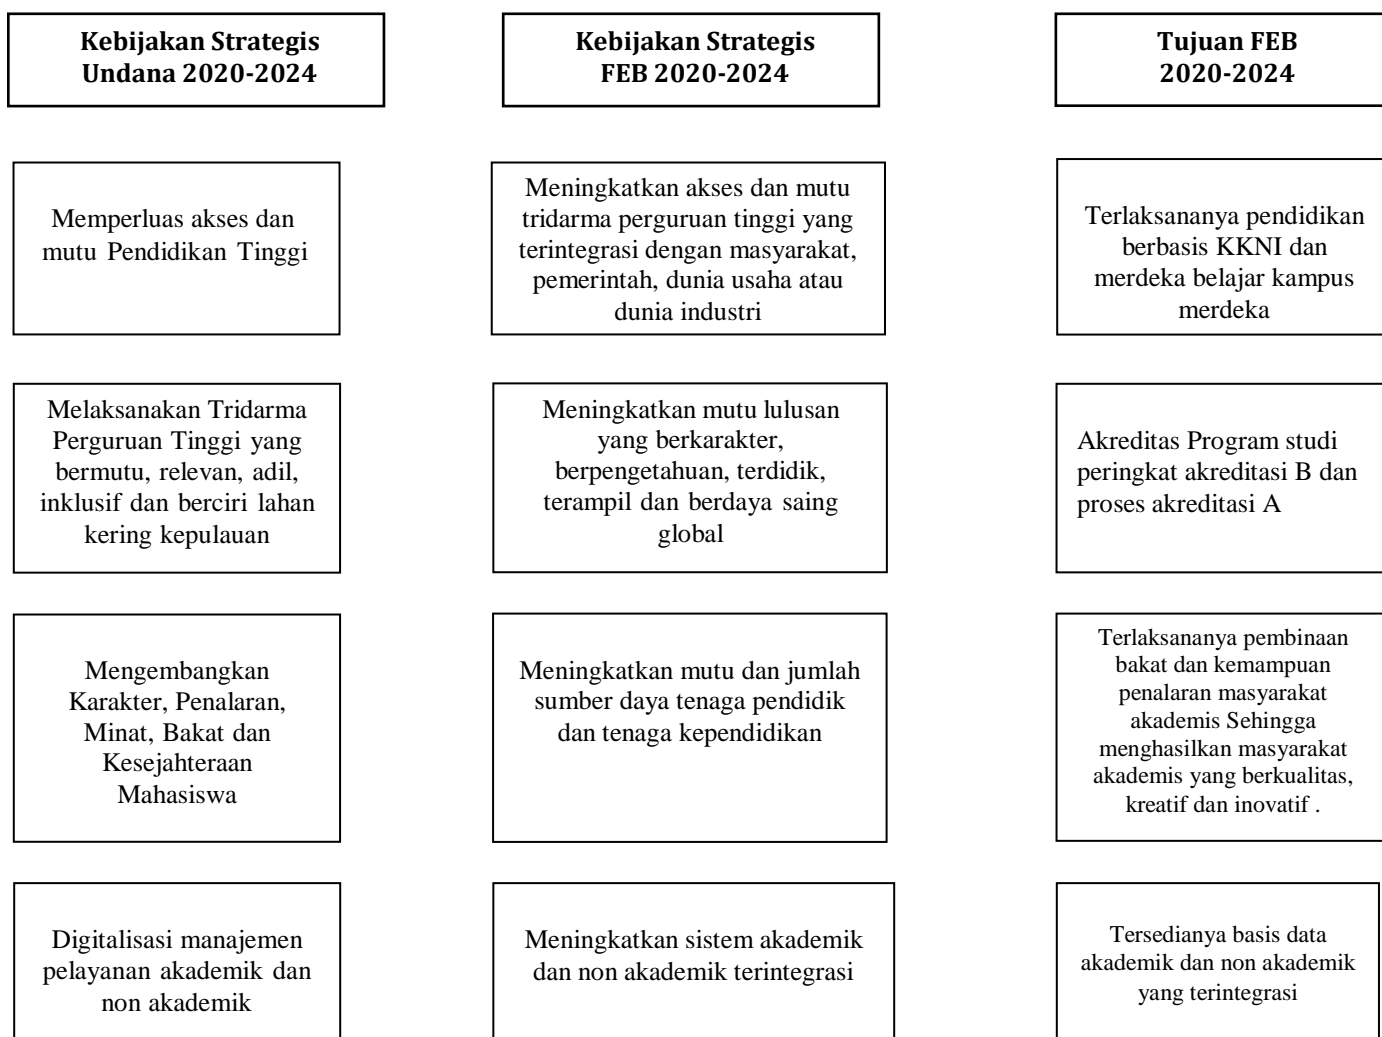 Kebijakan Strategis
Undana 2020-2024
Kebijakan Strategis
FEB 2020-2024
Tujuan FEB
2020-2024
Memperluas akses dan
mutu Pendidikan Tinggi
Meningkatkan akses dan mutu
tridarma perguruan tinggi yang
terintegrasi dengan masyarakat,
pemerintah, dunia usaha atau
dunia industri
Terlaksananya pendidikan
berbasis KKNI dan
merdeka belajar kampus
merdeka
Melaksanakan Tridarma
Perguruan Tinggi yang
bermutu, relevan, adil,
inklusif dan berciri lahan
kering kepulauan
Meningkatkan mutu lulusan
yang berkarakter,
berpengetahuan, terdidik,
terampil dan berdaya saing
global
Akreditas Program studi
peringkat akreditasi B dan
proses akreditasi A
Mengembangkan
Karakter, Penalaran,
Minat, Bakat dan
Kesejahteraan
Mahasiswa
Meningkatkan mutu dan jumlah
sumber daya tenaga pendidik
dan tenaga kependidikan
Terlaksananya pembinaan
bakat dan kemampuan
penalaran masyarakat
akademis Sehingga
menghasilkan masyarakat
akademis yang berkualitas,
kreatif dan inovatif .
Digitalisasi manajemen
pelayanan akademik dan
non akademik
Meningkatkan sistem akademik
dan non akademik terintegrasi
Tersedianya basis data
akademik dan non akademik
yang terintegrasi